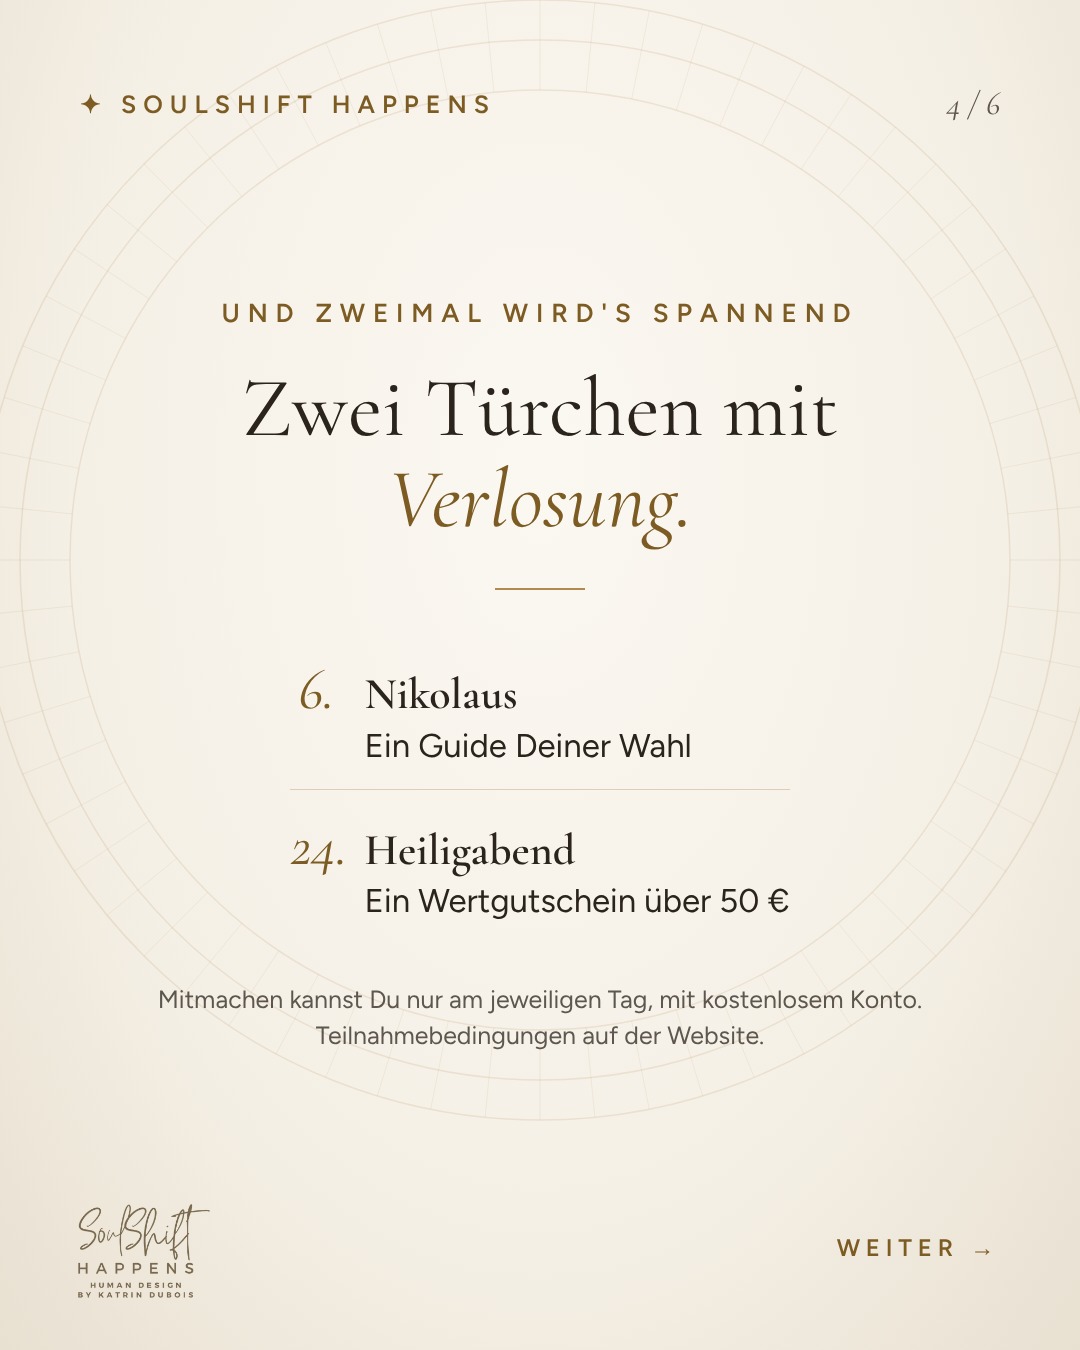 ✦ SOULSHIFT HAPPENS
4/6
UND ZWEIMAL WIRD'S SPANNEND
Zwei Türchen mit
Verlosung.
6. Nikolaus
Ein Guide Deiner Wahl
24. Heiligabend
Ein Wertgutschein über 50 €
Mitmachen kannst Du nur am jeweiligen Tag, mit kostenlosem Konto.
Teilnahmebedingungen auf der Website.
SoulShift
HAPPENS
HUMAN DESIGN
BY KATRIN DUBOIS
WEITER →